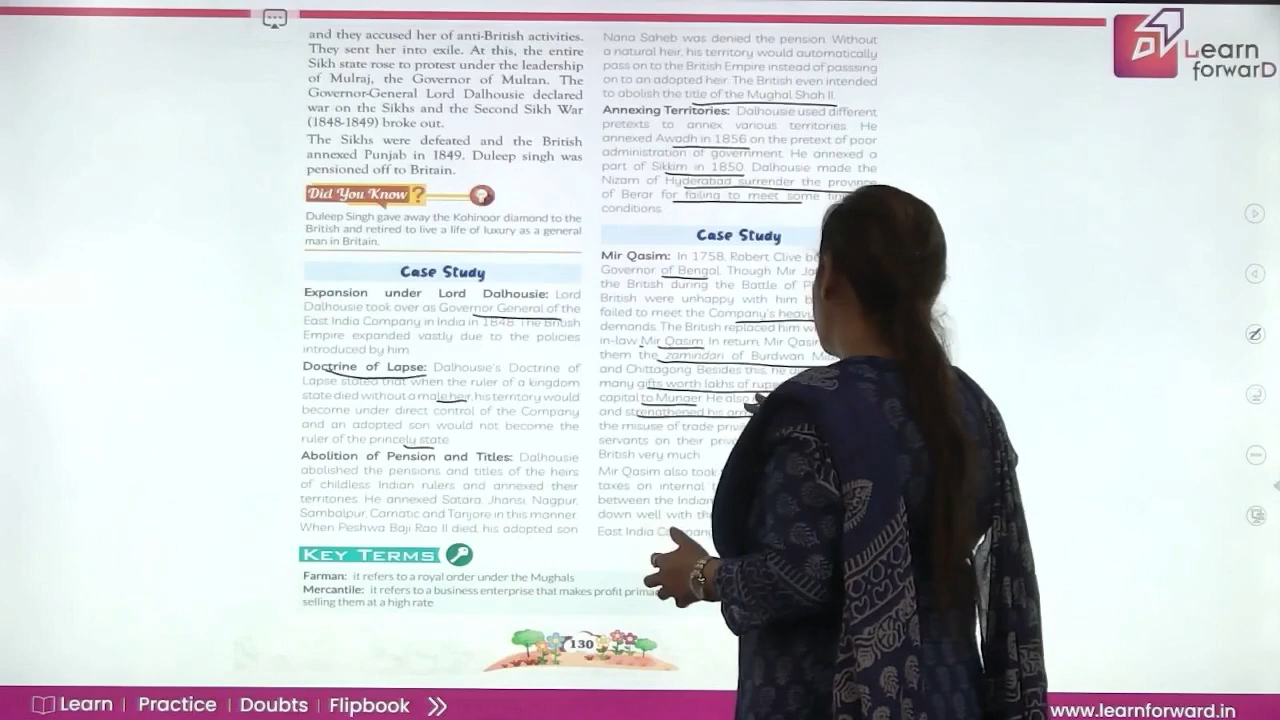 and they accused her of anti-British activities.
They sent her into exile. At this, the entire
Sikh state rose to protest under the leadership
of Mulraj, the Governor of Multan. The
Governor-General Lord Dalhousie declared
war on the Sikhs and the Second Sikh War
(1848-1849) broke out.
The Sikhs were defeated and the British
annexed Punjab in 1849. Duleep singh was
pensioned off to Britain.
Did You Know ?
Duleep Singh gave away the Kohinoor diamond to the
British and retired to live a life of luxury as a general
man in Britain.
Case Study
Expansion under Lord Dalhousie: Lord
Dalhousie took over as Governor General of the
East India Company in India in 1848 The British
Empire expanded vastly due to the policies
introduced by him
Doctrine of Lapse: Dalhousie's Doctrine of
Lapse stated that when the ruler of a kingdom
state died without a male heir, his territory would
become under direct control of the Company
and an adopted son would not become the
ruler of the princely state
Abolition of Pension and Titles: Dalhousie
abolished the pensions and titles of the heirs
of childless Indian rulers and annexed their
territories. He annexed Satara, Jhansi, Nagpur,
Sambalpur, Carnatic and Tanjore in this manner.
When Peshwa Baji Rao II died, his adopted son
Nana Saheb was denied the pension. Without
a natural heir, his territory would automatically
pass on to the British Empire instead of passsing
on to an adopted heir. The British even intended
to abolish the title of the Mughal Shah II.
Annexing Territories: Dalhousie used different
pretexts to annex various territories. He
annexed Awadh in 1856 on the pretext of poor
administration of government. He annexed a
part of Sikkim in 1850. Dalhousie made the
Nizam of Hyderabad surrender the province
of Berar for failing to meet some
conditions.
Case Study
Mir Qasim: In 1758, Robert Clive
Governor of Bengal. Though Mir
the British during the Battle of
British were unhappy with him
failed to meet the Company's heavy
demands. The British replaced him
in-law Mir Qasim. In return, Mir
them the zamindari of Burdwan
and Chittagong Besides this, he
many gifts worth lakhs of
capital to Munger He also
and strenathened his
the misuse of trade
servants on their
British very much
Mir Qasim also took
taxes on internal
between the
down well with
East India
KEY TERMS
Farman: it refers to a royal order under the Mughals
Mercantile: it refers to a business enterprise that makes profit
selling them at a high rate
130
Learn
forwarD
Learn | Practice | Doubts | Flipbook
www.learnforward.in